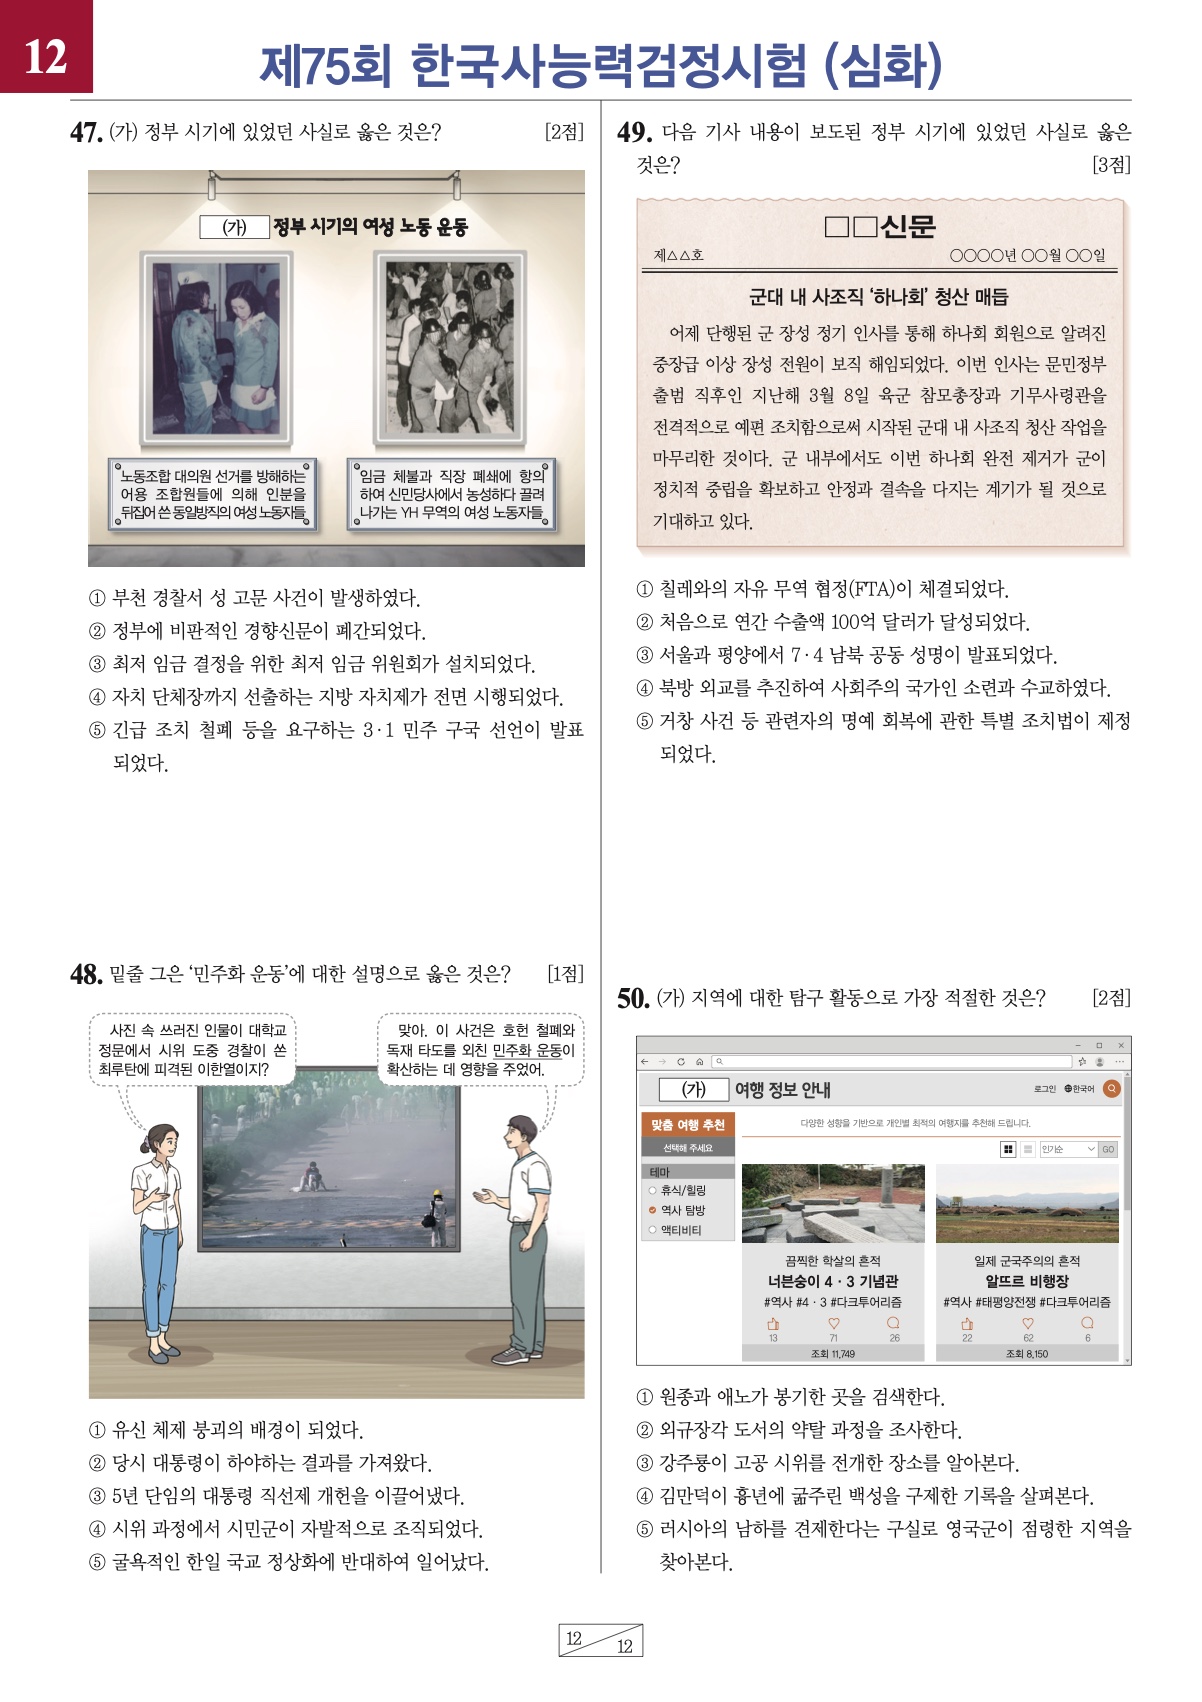 12
제75회 한국사능력검정시험 (심화)
47. (가) 정부 시기에 있었던 사실로 옳은 것은? [2점]
(가) 정부 시기의 여성 노동 운동
노동조합 대의원 선거를 방해하는
어용 조합원들에 의해 인분을
뒤집어 쓴 동일방직의 여성 노동자들
임금 체불과 직장 폐쇄에 항의
하여 신민당사에서 농성하다 끌려
나가는 YH 무역의 여성 노동자들
① 부천 경찰서 성 고문 사건이 발생하였다.
② 정부에 비판적인 경향신문이 폐간되었다.
③ 최저 임금 결정을 위한 최저 임금 위원회가 설치되었다.
④ 자치 단체장까지 선출하는 지방 자치제가 전면 시행되었다.
⑤ 긴급 조치 철폐 등을 요구하는 3·1 민주 구국 선언이 발표
되었다.
48. 밑줄 그은 ‘민주화 운동’에 대한 설명으로 옳은 것은? [1점]
사진 속 쓰러진 인물이 대학교
정문에서 시위 도중 경찰이 쏜
최루탄에 피격된 이한열이지?
맞아. 이 사건은 호헌 철폐와
독재 타도를 외친 민주화 운동이
확산하는 데 영향을 주었어.
① 유신 체제 붕괴의 배경이 되었다.
② 당시 대통령이 하야하는 결과를 가져왔다.
③ 5년 단임의 대통령 직선제 개헌을 이끌어냈다.
④ 시위 과정에서 시민군이 자발적으로 조직되었다.
⑤ 굴욕적인 한일 국교 정상화에 반대하여 일어났다.
49. 다음 기사 내용이 보도된 정부 시기에 있었던 사실로 옳은
것은? [3점]
□□신문
제△△호 ○○○○년 ○○월 ○○일
군대 내 사조직 ‘하나회’ 청산 매듭
어제 단행된 군 장성 정기 인사를 통해 하나회 회원으로 알려진
중장급 이상 장성 전원이 보직 해임되었다. 이번 인사는 문민정부
출범 직후인 지난해 3월 8일 육군 참모총장과 기무사령관을
전격적으로 예편 조치함으로써 시작된 군대 내 사조직 청산 작업을
마무리한 것이다. 군 내부에서도 이번 하나회 완전 제거가 군이
정치적 중립을 확보하고 안정과 결속을 다지는 계기가 될 것으로
기대하고 있다.
① 칠레와의 자유 무역 협정(FTA)이 체결되었다.
② 처음으로 연간 수출액 100억 달러가 달성되었다.
③ 서울과 평양에서 7·4 남북 공동 성명이 발표되었다.
④ 북방 외교를 추진하여 사회주의 국가인 소련과 수교하였다.
⑤ 거창 사건 등 관련자의 명예 회복에 관한 특별 조치법이 제정
되었다.
50. (가) 지역에 대한 탐구 활동으로 가장 적절한 것은? [2점]
(가) 여행 정보 안내 로그인 한국어
맞춤 여행 추천
선택해 주세요
테마
휴식/힐링
역사 탐방
액티비티
다양한 성향을 기반으로 개인별 최적의 여행지를 추천해 드립니다.
인기순 GO
끔찍한 학살의 흔적
너븐숭이 4·3 기념관
#역사 #4·3 #다크투어리즘
13 71 26
조회 11,749
일제 군국주의의 흔적
알뜨르 비행장
#역사 #태평양전쟁 #다크투어리즘
22 62 6
조회 8,150
① 원종과 애노가 봉기한 곳을 검색한다.
② 외규장각 도서의 약탈 과정을 조사한다.
③ 강주룡이 고공 시위를 전개한 장소를 알아본다.
④ 김만덕이 흉년에 굶주린 백성을 구제한 기록을 살펴본다.
⑤ 러시아의 남하를 견제한다는 구실로 영국군이 점령한 지역을
찾아본다.
12
12